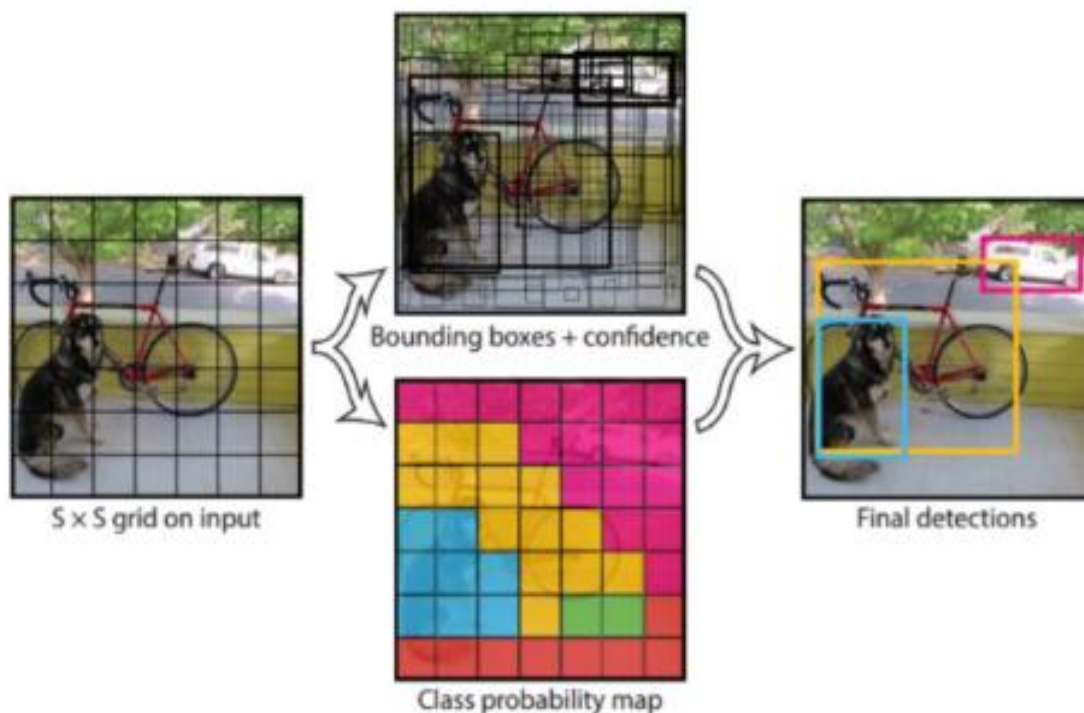 Bounding boxes + confidence
S × S grid on input
Final detections
Class probability map